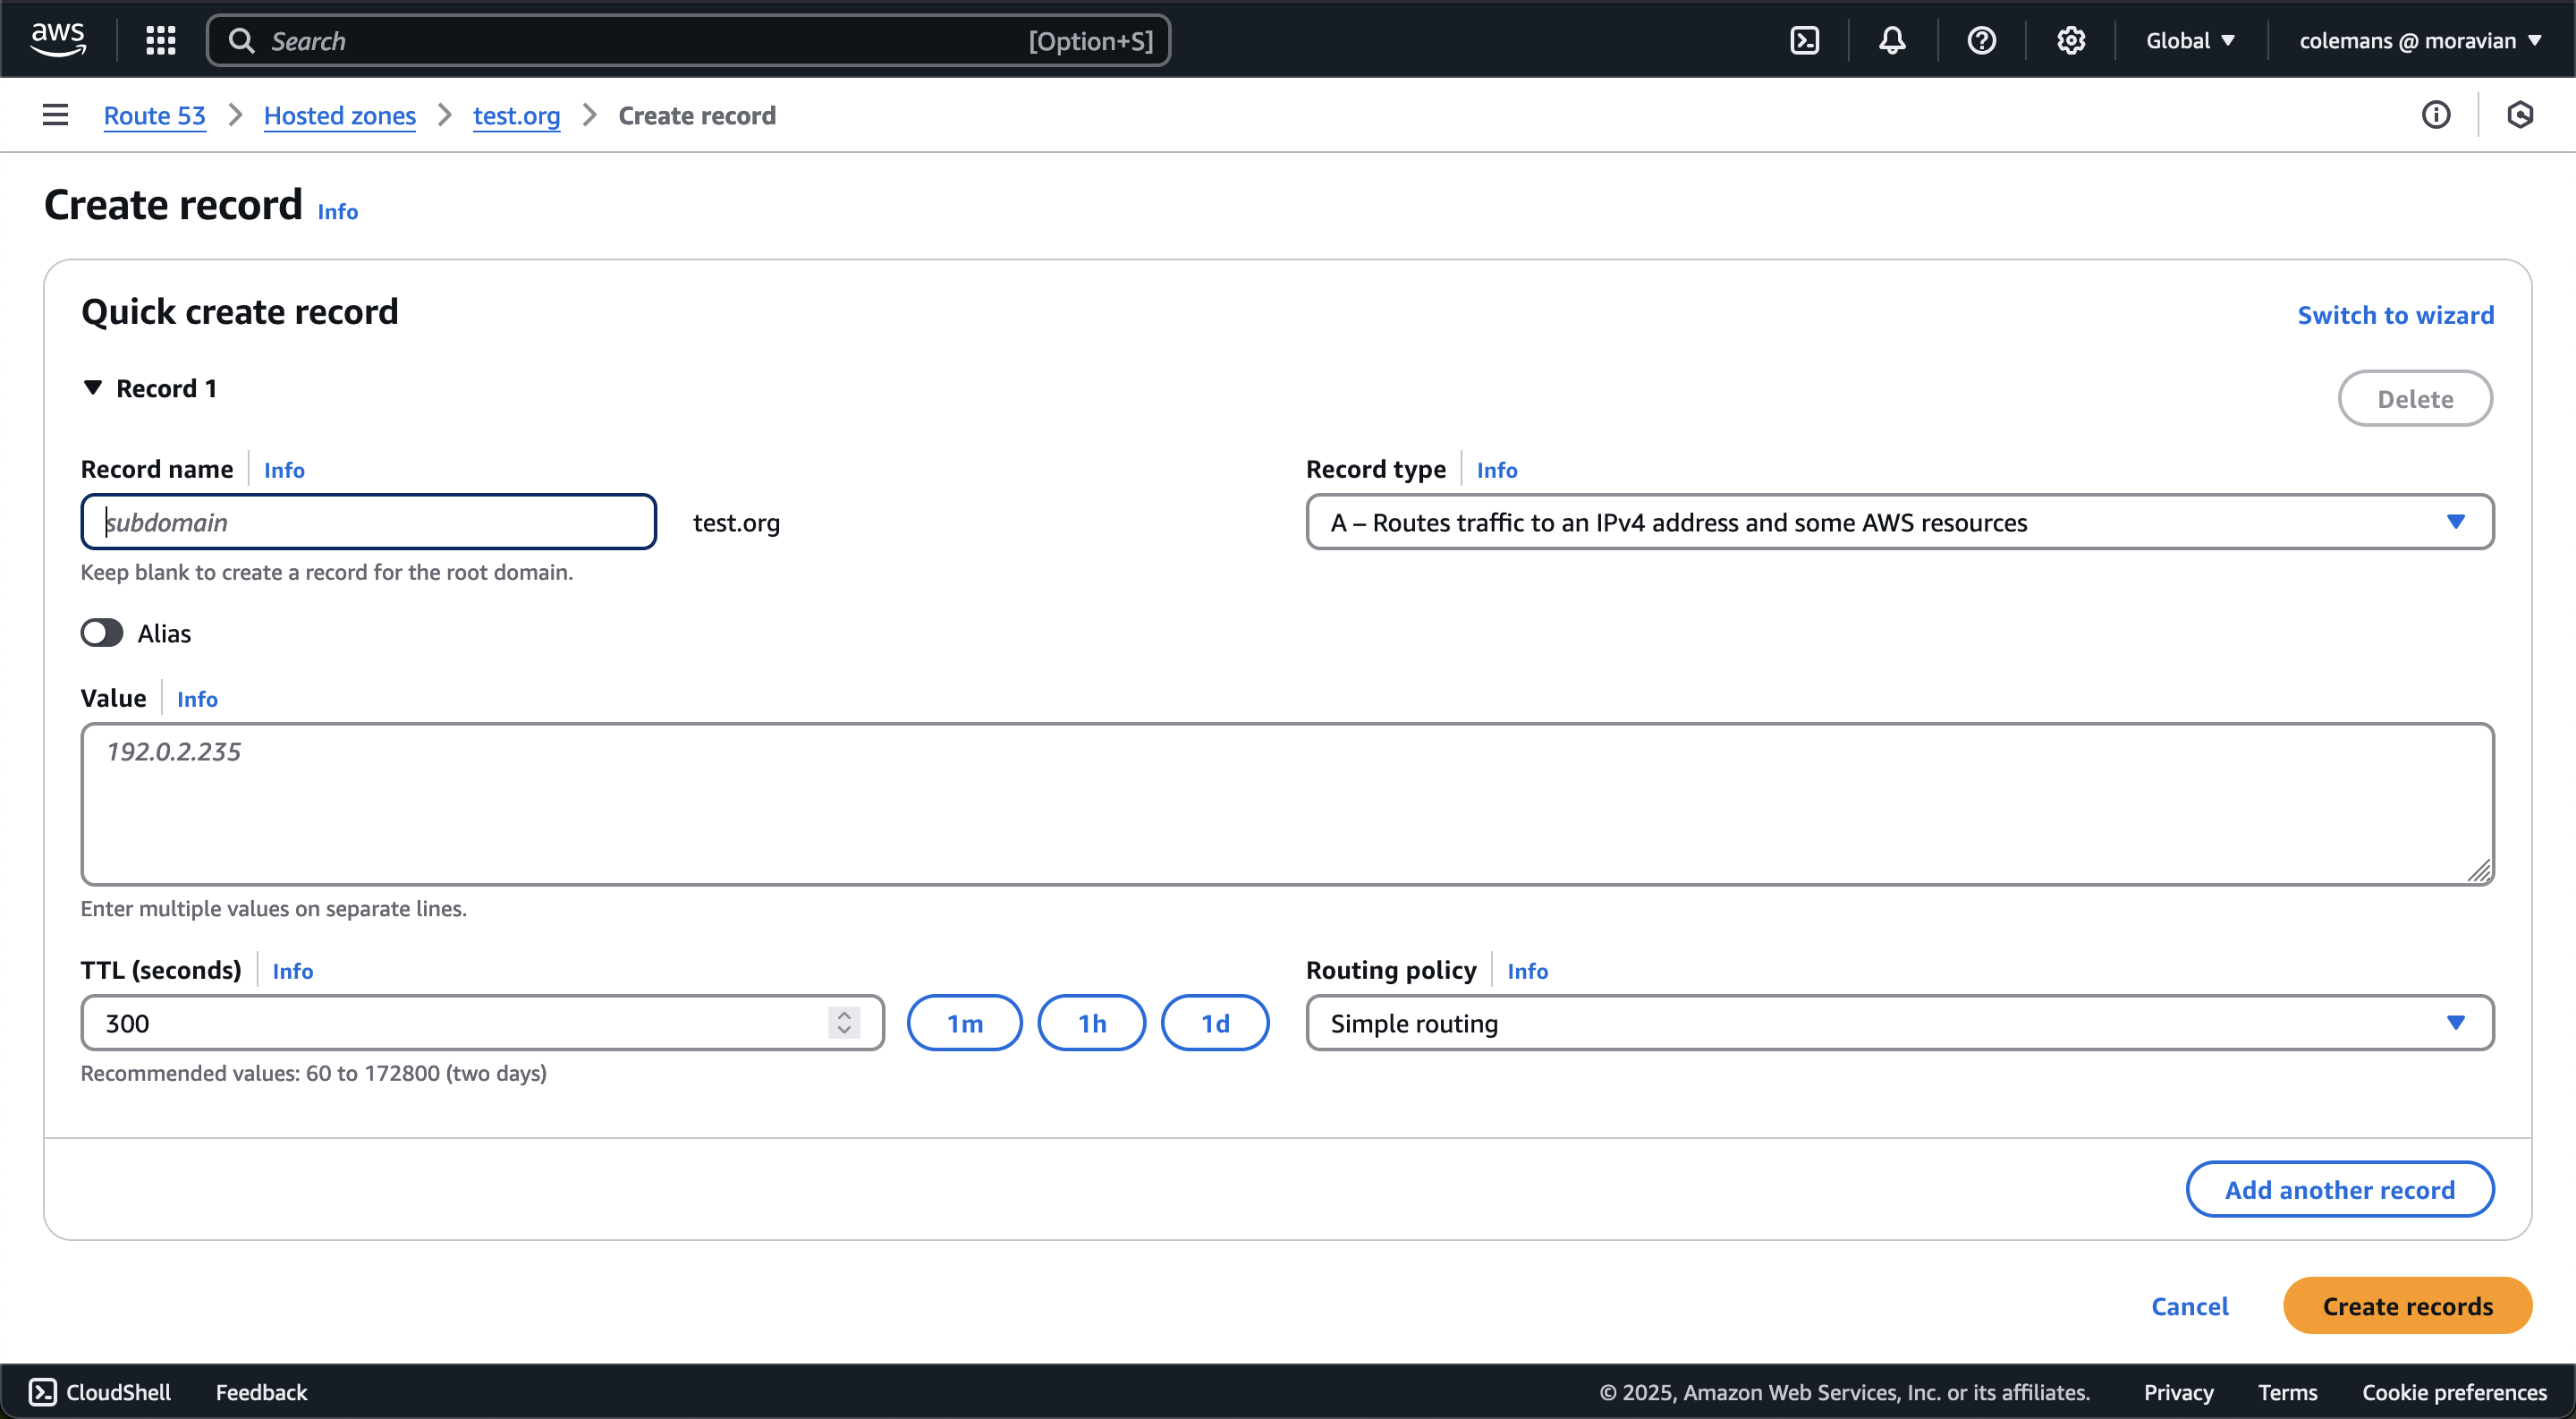 aws
Search [Option+S]
Global
colemans @ moravian
Route 53 > Hosted zones > test.org > Create record
Create record Info
Quick create record
Switch to wizard
Record 1
Delete
Record name Info
subdomain
test.org
Keep blank to create a record for the root domain.
Record type Info
A – Routes traffic to an IPv4 address and some AWS resources
Alias
Value Info
192.0.2.235
Enter multiple values on separate lines.
TTL (seconds) Info
300
1m 1h 1d
Recommended values: 60 to 172800 (two days)
Routing policy Info
Simple routing
Add another record
Cancel
Create records
CloudShell Feedback © 2025, Amazon Web Services, Inc. or its affiliates. Privacy Terms Cookie preferences